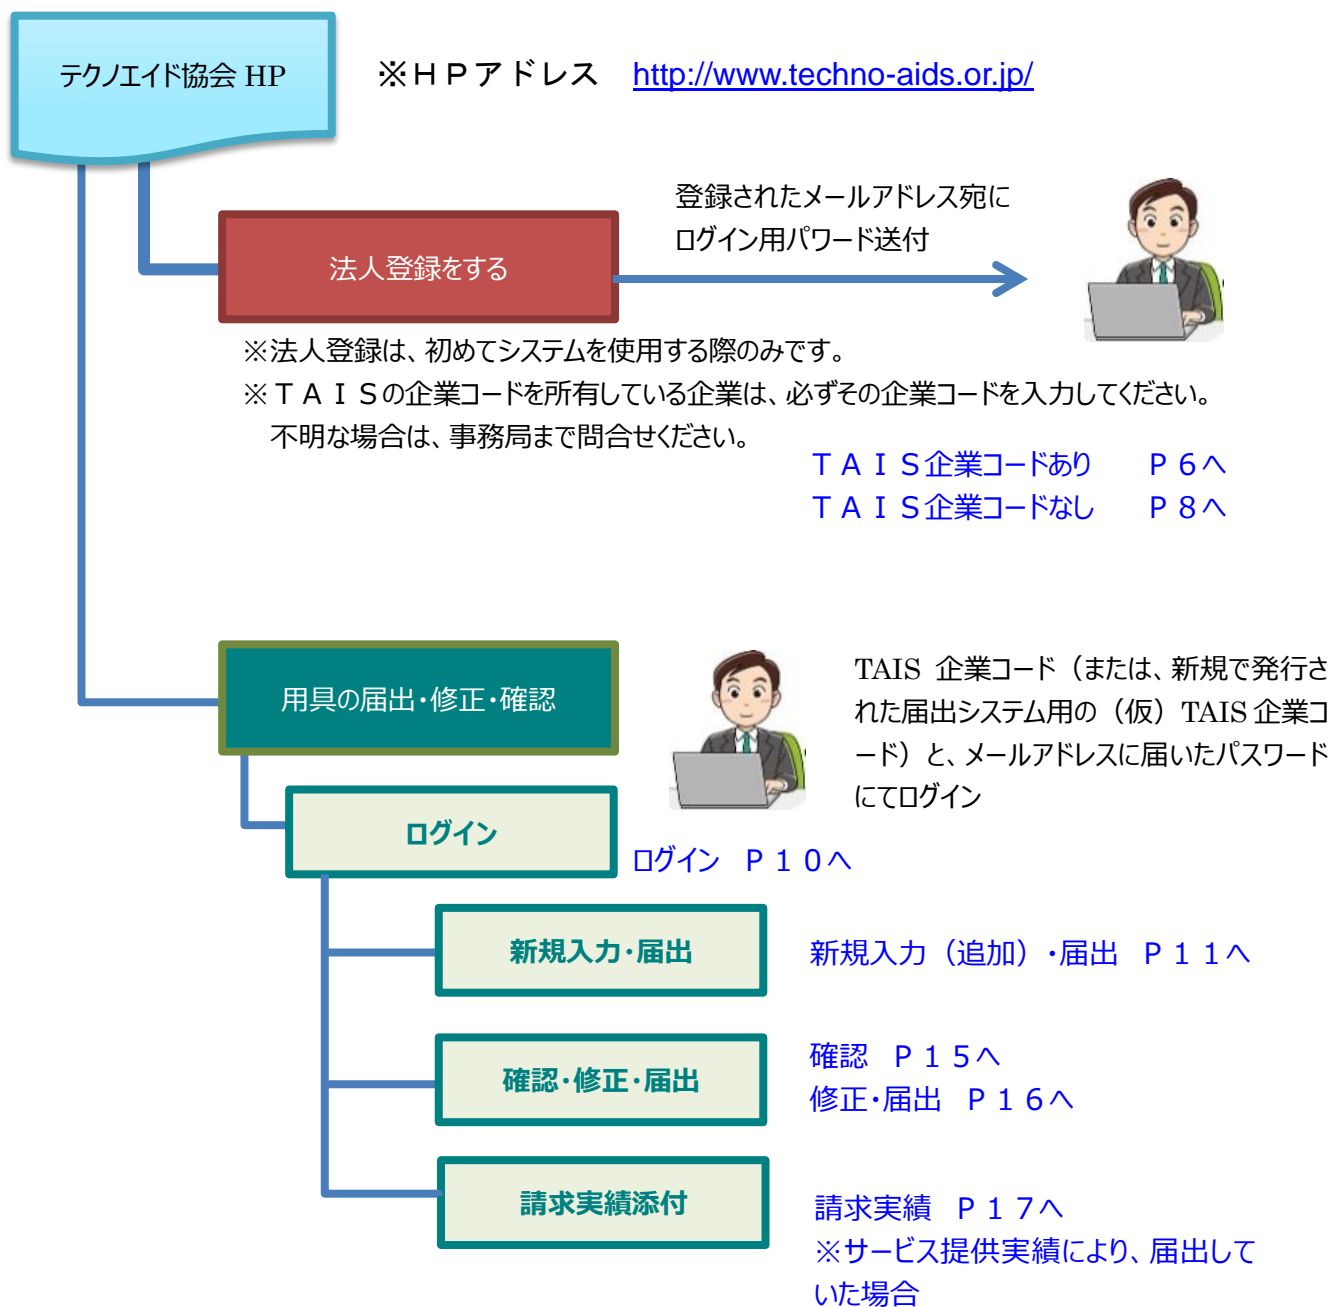 テクノエイド協会 HP
※ＨＰアドレス　http://www.techno-aids.or.jp/
登録されたメールアドレス宛に
ログイン用パワード送付
法人登録をする
※法人登録は、初めてシステムを使用する際のみです。
※ＴＡＩＳの企業コードを所有している企業は、必ずその企業コードを入力してください。
不明な場合は、事務局まで問合せください。
ＴＡＩＳ企業コードあり　　Ｐ６へ
ＴＡＩＳ企業コードなし　　Ｐ８へ
用具の届出・修正・確認
TAIS 企業コード（または、新規で発行さ
れた届出システム用の（仮）TAIS 企業コ
ード）と、メールアドレスに届いたパスワード
にてログイン
ログイン
ログイン　Ｐ１０へ
新規入力・届出
新規入力（追加）・届出　Ｐ１１へ
確認・修正・届出
確認　Ｐ１５へ
修正・届出　Ｐ１６へ
請求実績添付
請求実績　Ｐ１７へ
※サービス提供実績により、届出して
いた場合